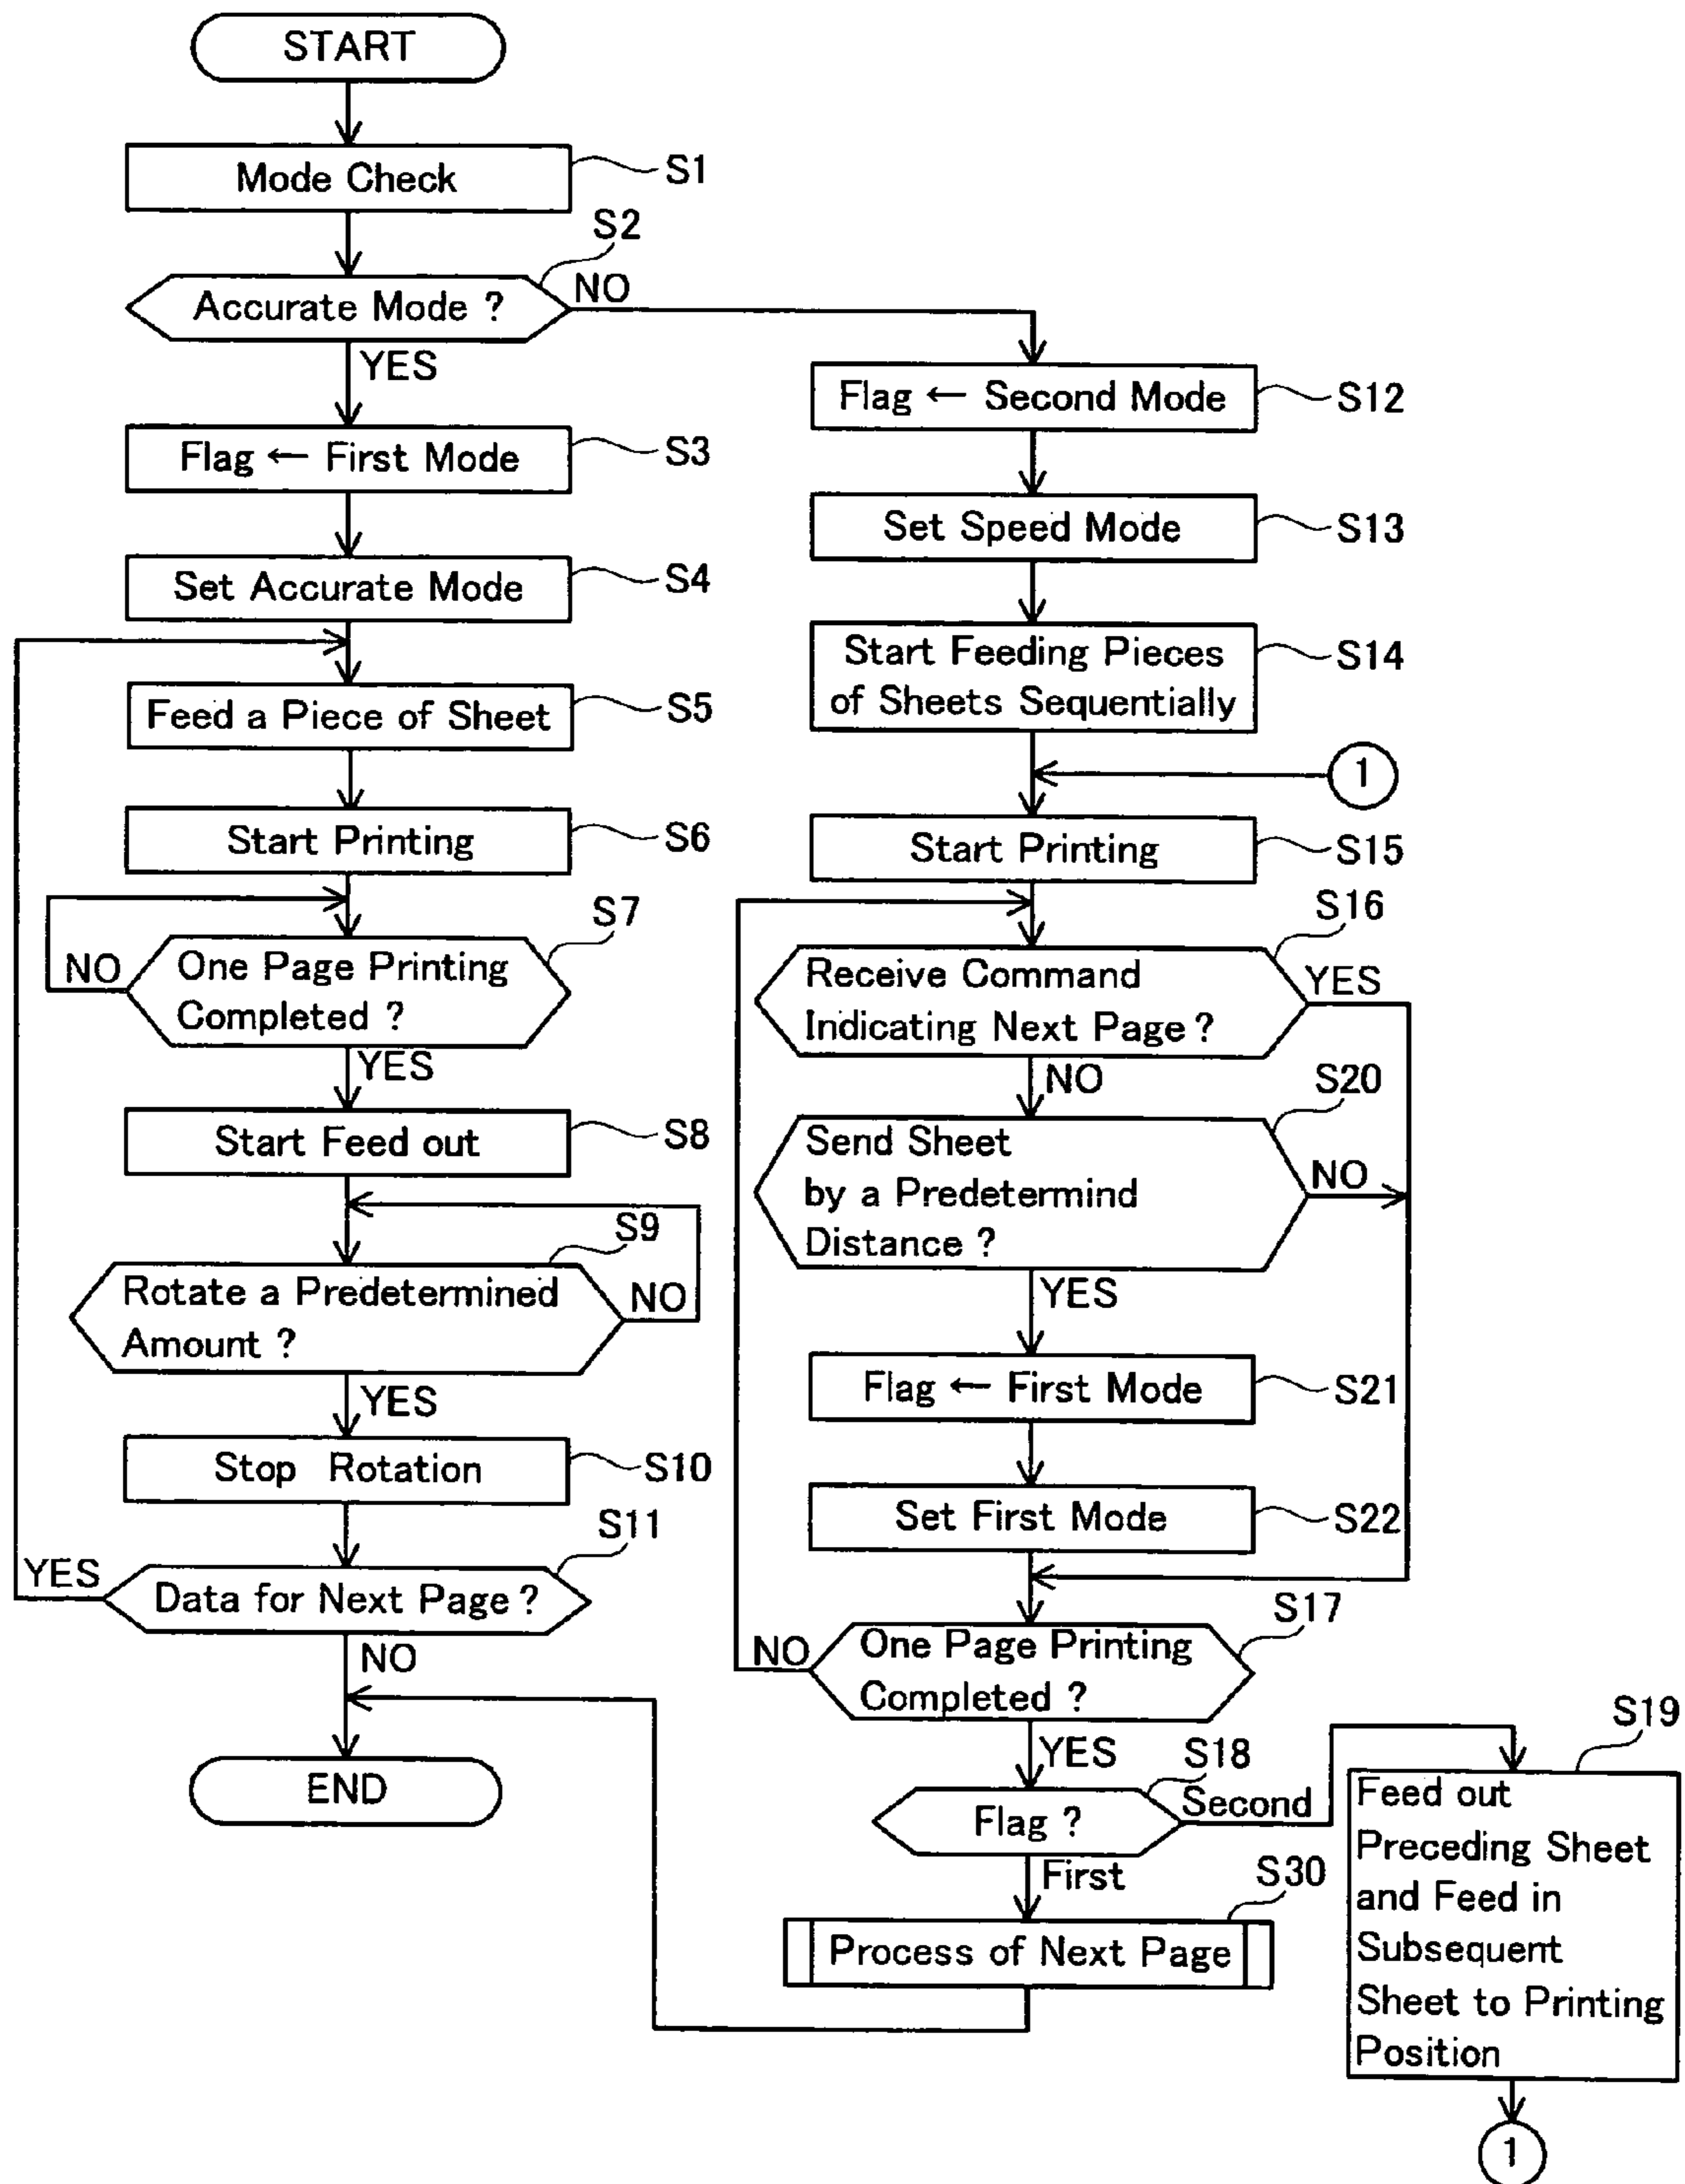 START
Mode Check
S1
S2
Accurate Mode ?
NO
YES
Flag ← First Mode
S3
Set Accurate Mode
S4
Feed a Piece of Sheet
S5
Start Printing
S6
S7
One Page Printing
Completed ?
NO
YES
Start Feed out
S8
S9
Rotate a Predetermined
Amount ?
NO
YES
Stop Rotation
S10
S11
Data for Next Page ?
YES
NO
END
Flag ← Second Mode
S12
Set Speed Mode
S13
Start Feeding Pieces
of Sheets Sequentially
S14
1
Start Printing
S15
S16
Receive Command
Indicating Next Page ?
YES
NO
S20
Send Sheet
by a Predetermind
Distance ?
NO
YES
Flag ← First Mode
S21
Set First Mode
S22
S17
One Page Printing
Completed ?
NO
YES
S18
Flag ?
Second
First
S30
Process of Next Page
S19
Feed out
Preceding Sheet
and Feed in
Subsequent
Sheet to Printing
Position
1